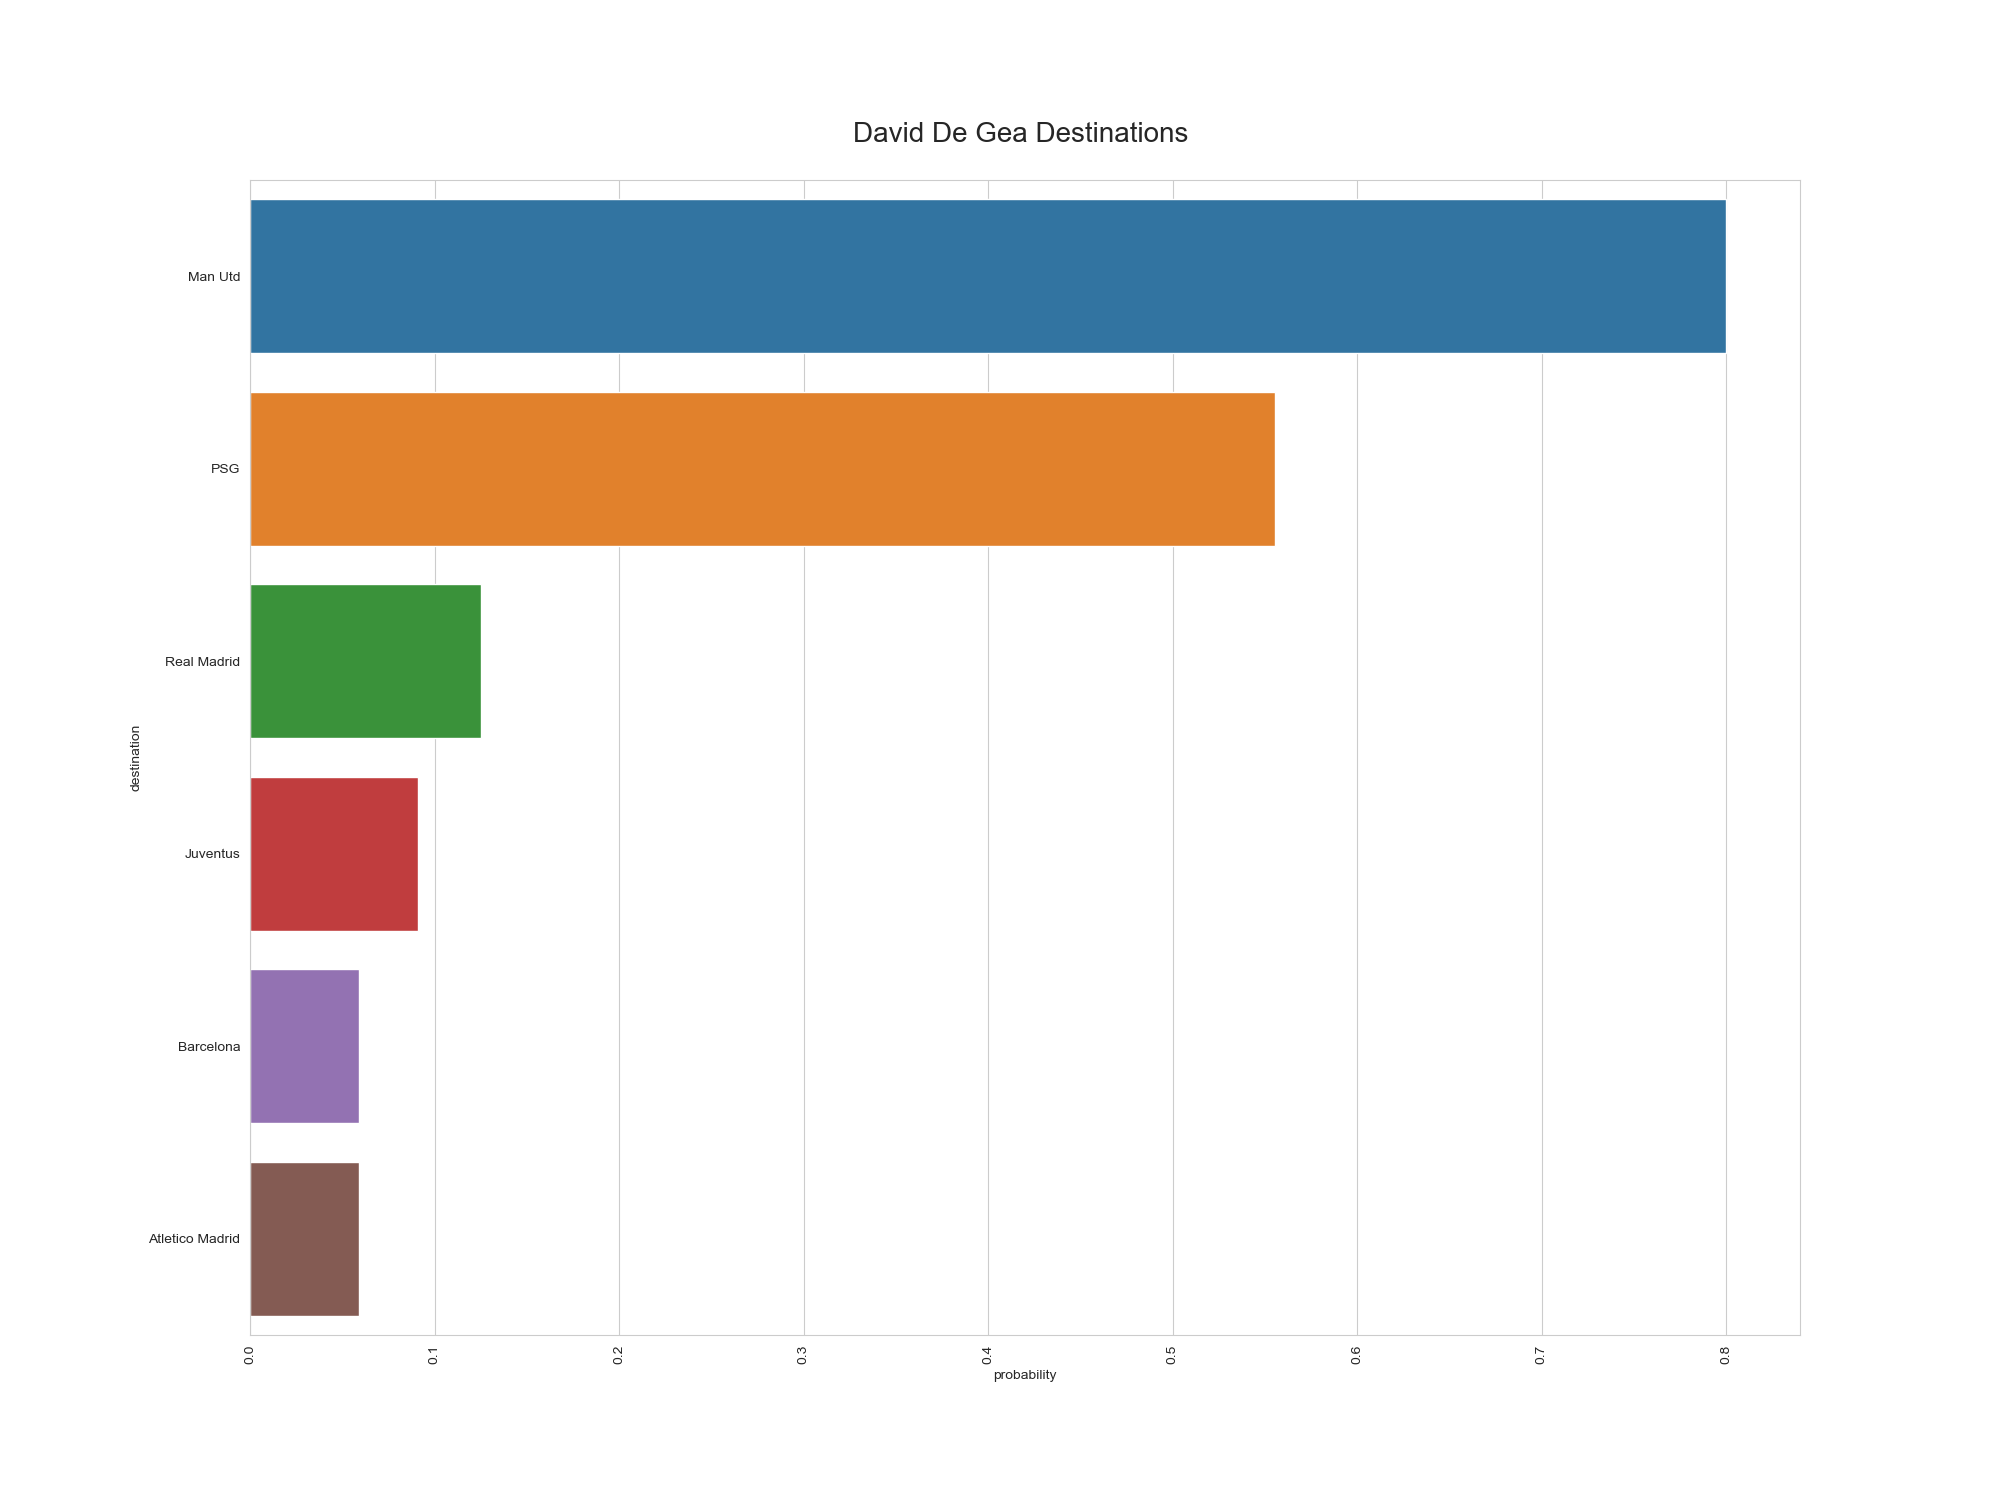 David De Gea Destinations
Man Utd
PSG
Real Madrid
Juventus
Barcelona
Atletico Madrid
destination
0.0
0.1
0.2
0.3
0.4
0.5
0.6
0.7
0.8
probability